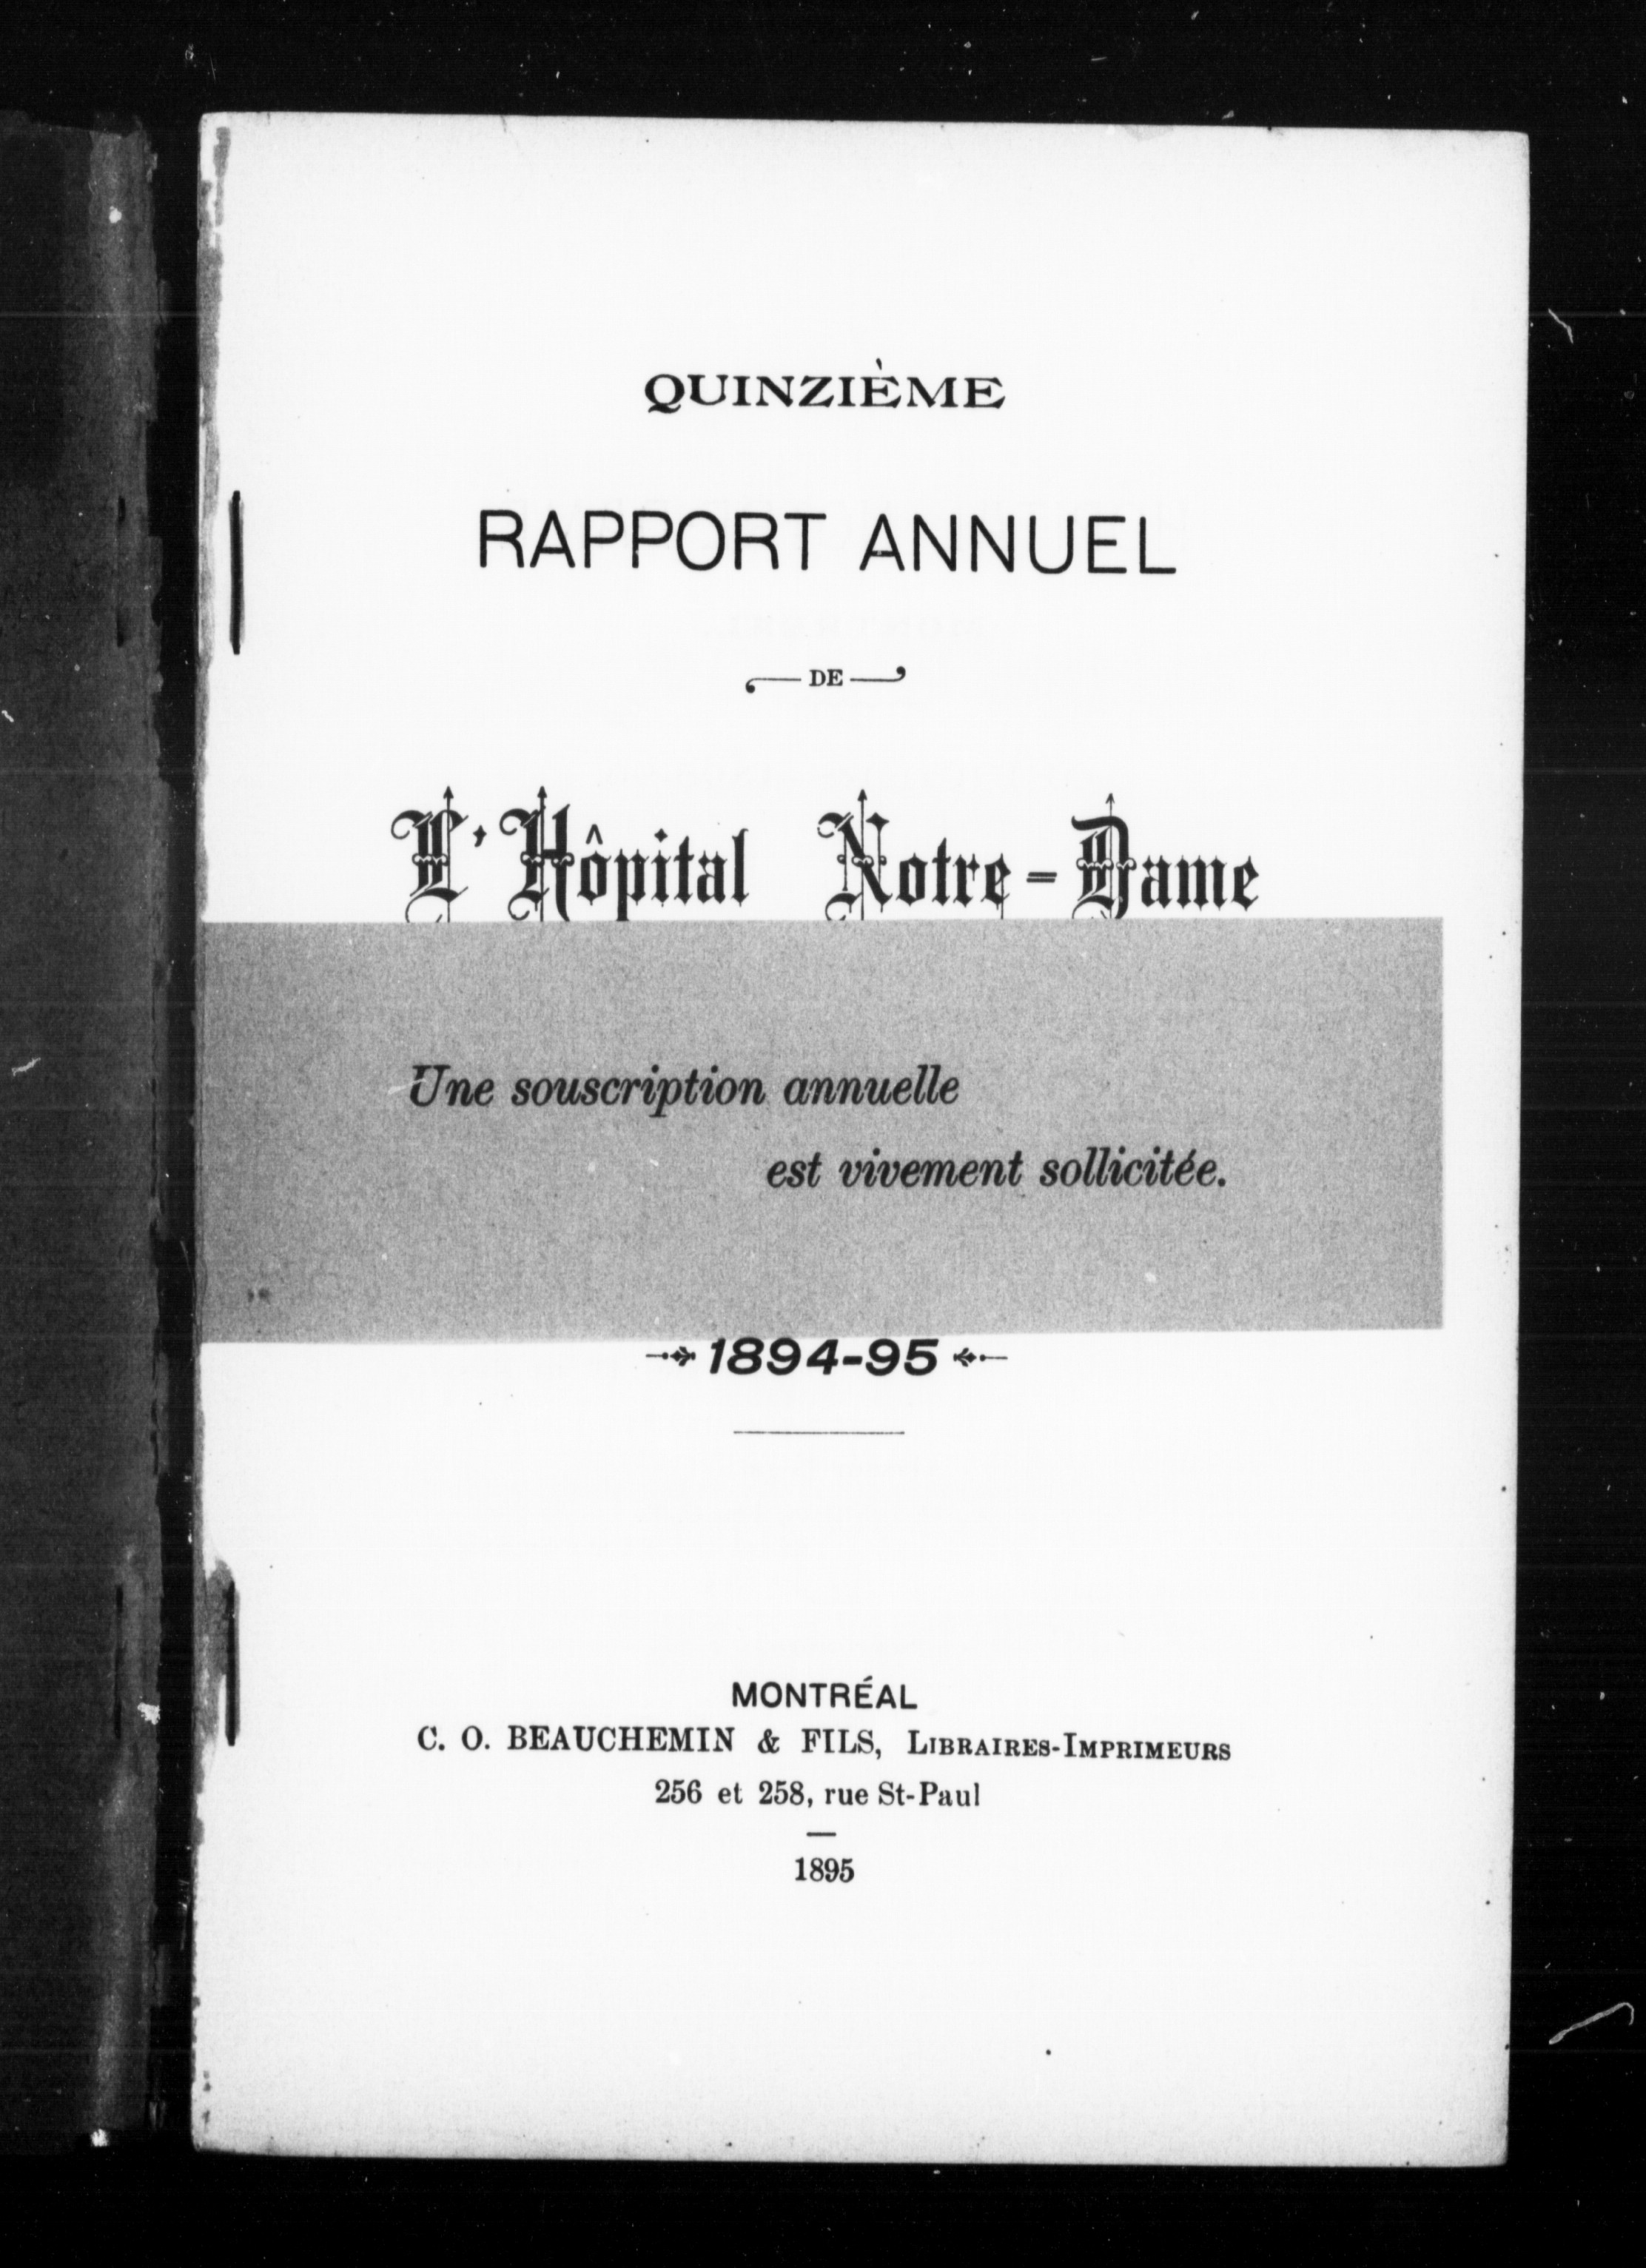 QUINZIÈME
RAPPORT ANNUEL
DE
L'Hôpital Notre-Dame
Une souscription annuelle
est vivement sollicitée.
1894-95
MONTRÉAL
C. O. BEAUCHEMIN & FILS, LIBRAIRES-IMPRIMEURS
256 et 258, rue St-Paul
1895